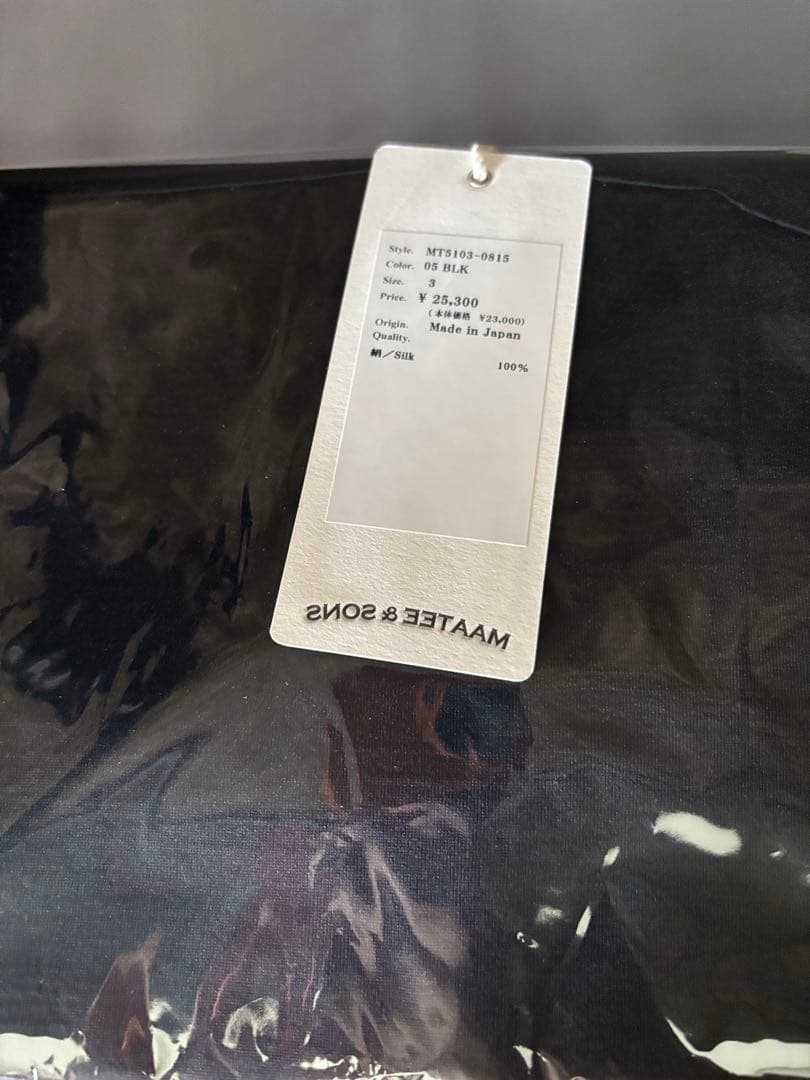 Style. MT5103-0815
Color. 05 BLK
Size. 3
Price. ¥ 25,300
(本体価格 ¥23,000)
Origin. Made in Japan
Quality.
絹/Silk 100%
MAATEE & SONS